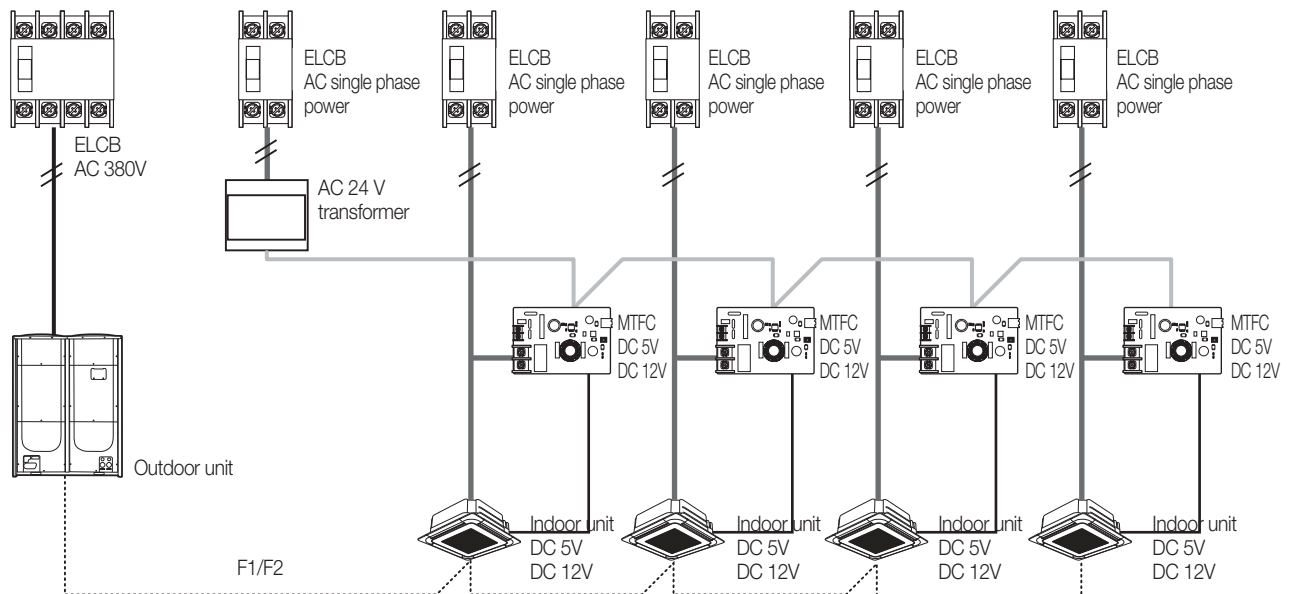 ELCB
AC 380V
ELCB
AC single phase
power
ELCB
AC single phase
power
ELCB
AC single phase
power
ELCB
AC single phase
power
ELCB
AC single phase
power
AC 24 V
transformer
MTFC
DC 5V
DC 12V
MTFC
DC 5V
DC 12V
MTFC
DC 5V
DC 12V
MTFC
DC 5V
DC 12V
Outdoor unit
Indoor unit
DC 5V
DC 12V
Indoor unit
DC 5V
DC 12V
Indoor unit
DC 5V
DC 12V
Indoor unit
DC 5V
DC 12V
F1/F2